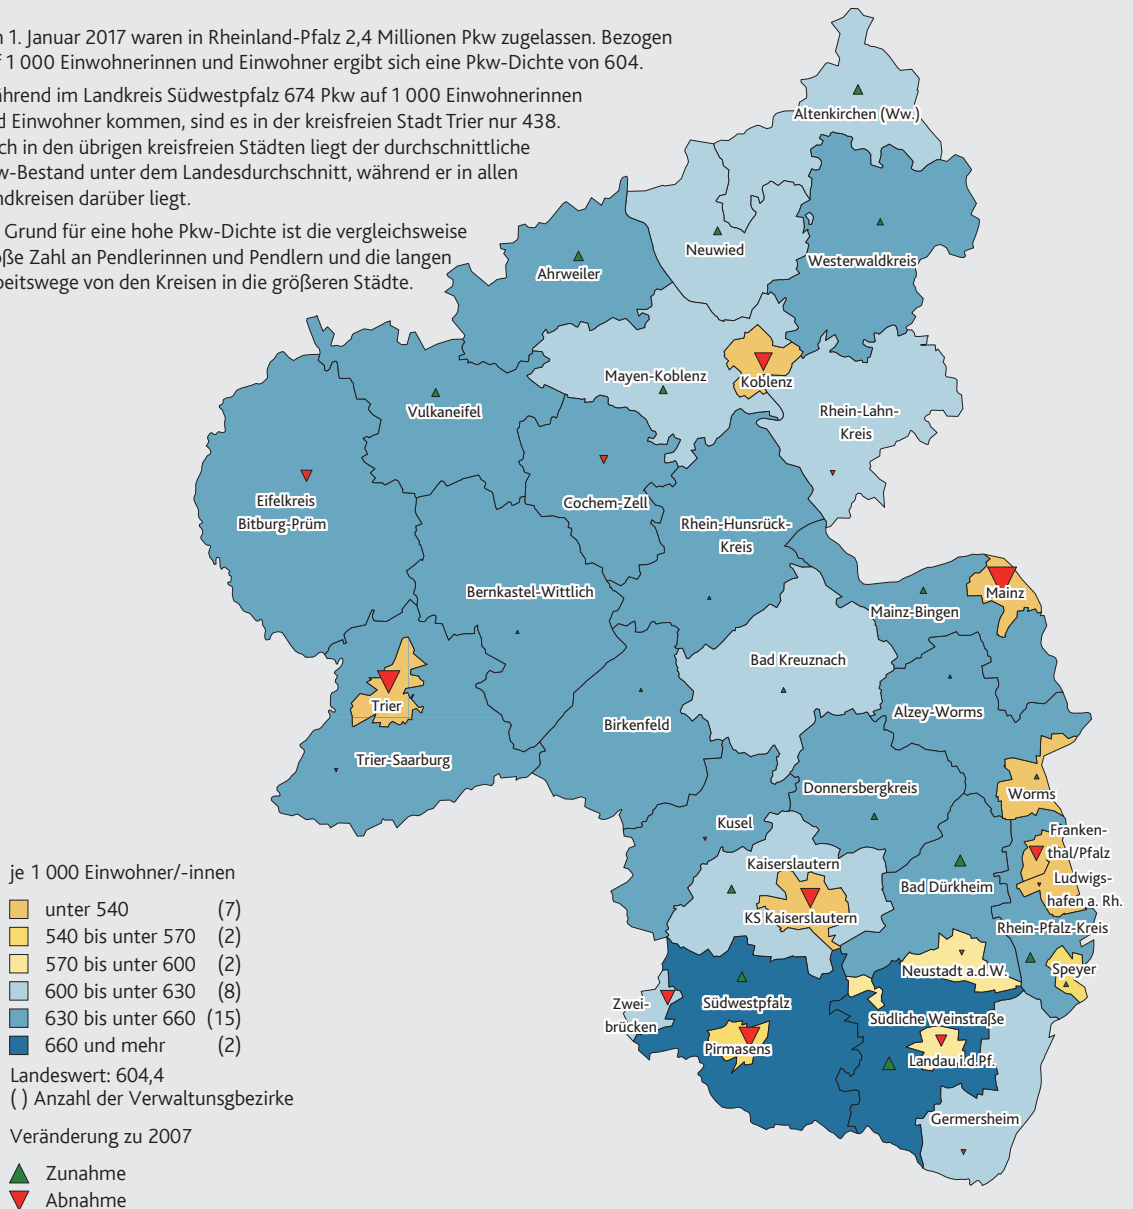 1. Januar 2017 waren in Rheinland-Pfalz 2,4 Millionen Pkw zugelassen. Bezogen
1 000 Einwohnerinnen und Einwohner ergibt sich eine Pkw-Dichte von 604.
ährend im Landkreis Südwestpfalz 674 Pkw auf 1 000 Einwohnerinnen
d Einwohner kommen, sind es in der kreisfreien Stadt Trier nur 438.
ch in den übrigen kreisfreien Städten liegt der durchschnittliche
w-Bestand unter dem Landesdurchschnitt, während er in allen
ndkreisen darüber liegt.
Grund für eine hohe Pkw-Dichte ist die vergleichsweise
oße Zahl an Pendlerinnen und Pendlern und die langen
beitswege von den Kreisen in die größeren Städte.
Altenkirchen (Ww.)
Neuwied
Westerwaldkreis
Ahrweiler
Mayen-Koblenz
Koblenz
Vulkaneifel
Rhein-Lahn-
Kreis
Eifelkreis
Bitburg-Prüm
Cochem-Zell
Rhein-Hunsrück-
Kreis
Bernkastel-Wittlich
Mainz
Mainz-Bingen
Bad Kreuznach
Trier
Alzey-Worms
Birkenfeld
Trier-Saarburg
Donnersbergkreis
Worms
Kusel
Franken-
thal/Pfalz
Kaiserslautern
Ludwigs-
hafen a. Rh.
Bad Dürkheim
KS Kaiserslautern
Rhein-Pfalz-Kreis
Neustadt a.d.W.
Speyer
Zwei-
brücken
Südwestpfalz
Südliche Weinstraße
Pirmasens
Landau i.d.Pf.
Germersheim
je 1 000 Einwohner/-innen
unter 540 (7)
540 bis unter 570 (2)
570 bis unter 600 (2)
600 bis unter 630 (8)
630 bis unter 660 (15)
660 und mehr (2)
Landeswert: 604,4
( ) Anzahl der Verwaltunsgbezirke
Veränderung zu 2007
Zunahme
Abnahme